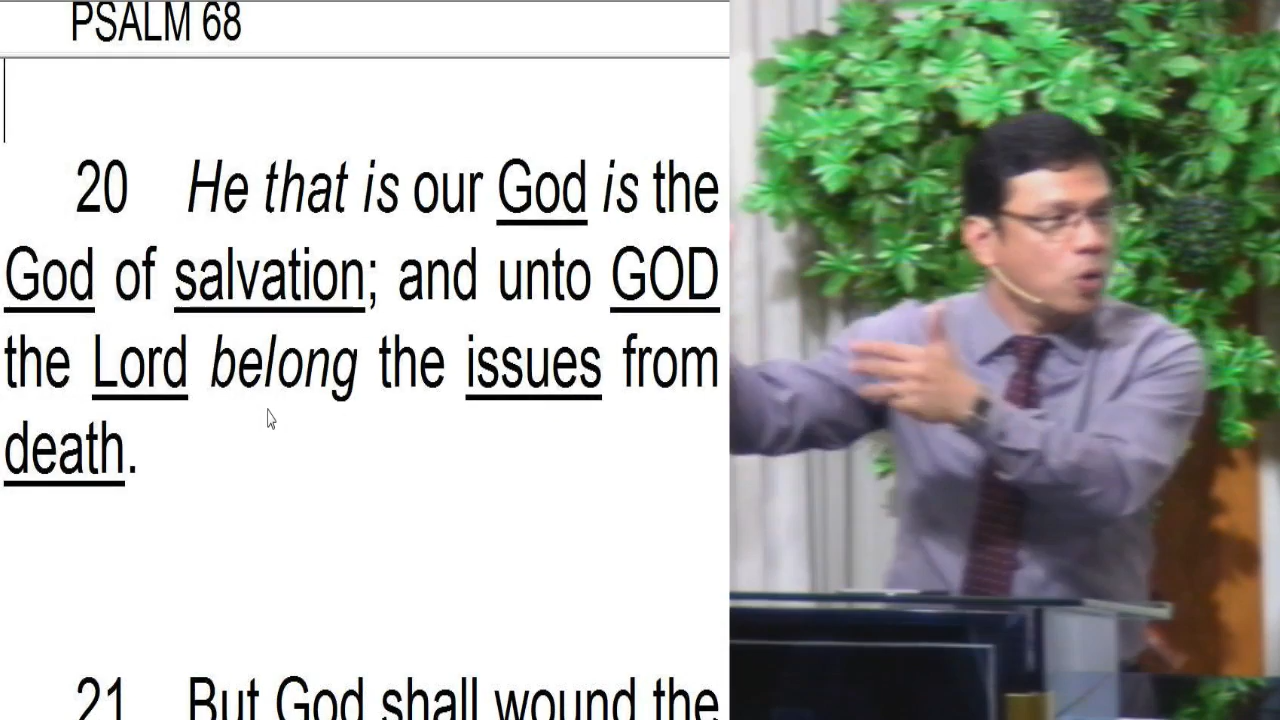 PSALM 68
20 He that is our God is the
God of salvation; and unto GOD
the Lord belong the issues from
death.
21 But God shall wound the